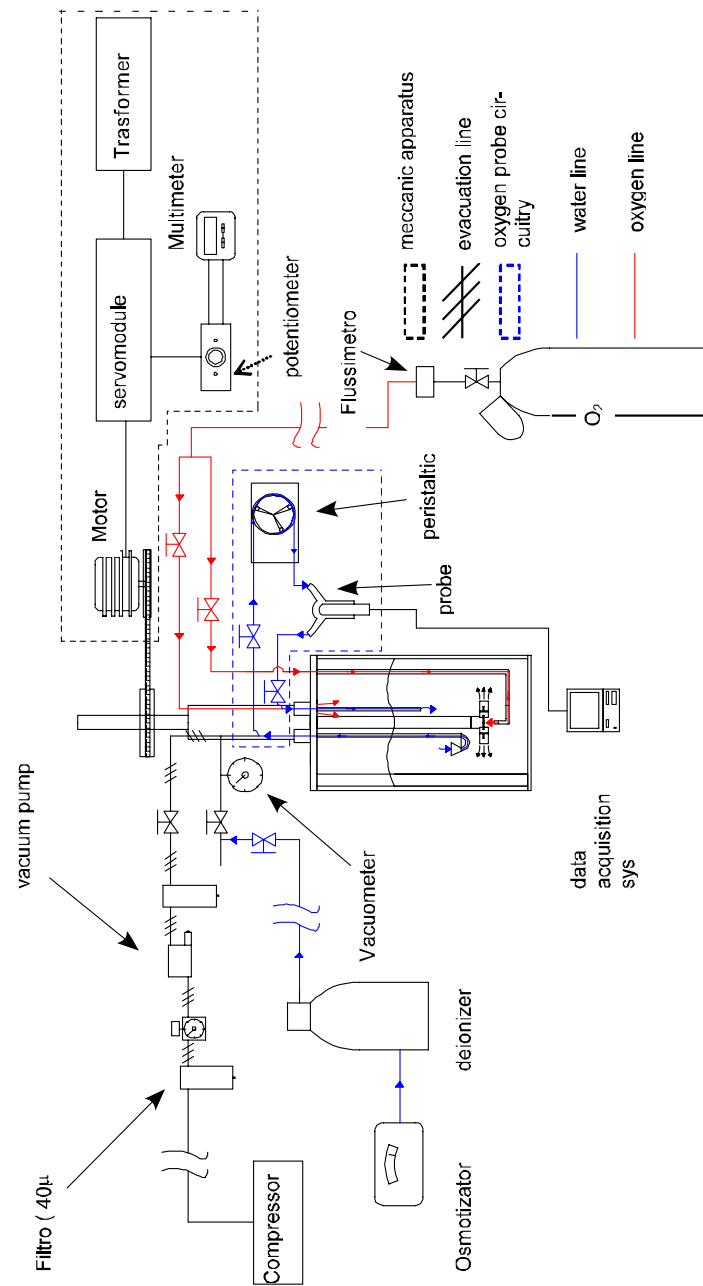 Trasformer
servomodule
Multimeter
potentiometer
Motor
Flussimetro
meccanic apparatus
evacuation line
oxygen probe cir-
cuitry
water line
oxygen line
O2
peristaltic
probe
vacuum pump
Vacuometer
data
acquisition
sys
Filtro ( 40μ
Compressor
deionizer
Osmotizator